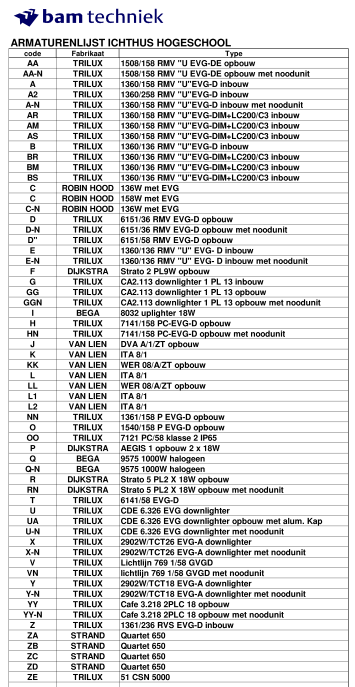 bam techniek
ARMATURENLIJST ICHTHUS HOGESCHOOL
code Fabrikaat Type
AA TRILUX 1508/158 RMV "U EVG-DE opbouw
AA-N TRILUX 1508/158 RMV "U EVG-DE opbouw met noodunit
A TRILUX 1360/158 RMV "U"EVG-D inbouw
A2 TRILUX 1360/258 RMV "U"EVG-D inbouw
A-N TRILUX 1360/158 RMV "U"EVG-D inbouw met noodunit
AR TRILUX 1360/158 RMV "U"EVG-DIM+LC200/C3 inbouw
AM TRILUX 1360/158 RMV "U"EVG-DIM+LC200/C3 inbouw
AS TRILUX 1360/158 RMV "U"EVG-DIM+LC200/C3 inbouw
B TRILUX 1360/136 RMV "U"EVG-D inbouw
BR TRILUX 1360/136 RMV "U"EVG-DIM+LC200/C3 inbouw
BM TRILUX 1360/136 RMV "U"EVG-DIM+LC200/C3 inbouw
BS TRILUX 1360/136 RMV "U"EVG-DIM+LC200/C3 inbouw
C ROBIN HOOD 136W met EVG
C ROBIN HOOD 158W met EVG
C-N ROBIN HOOD 136W met EVG
D TRILUX 6151/36 RMV EVG-D opbouw
D-N TRILUX 6151/36 RMV EVG-D opbouw met noodunit
D" TRILUX 6151/58 RMV EVG-D opbouw
E TRILUX 1360/136 RMV "U" EVG- D inbouw
E-N TRILUX 1360/136 RMV "U" EVG- D inbouw met noodunit
F DIJKSTRA Strato 2 PL9W opbouw
G TRILUX CA2.113 downlighter 1 PL 13 inbouw
GG TRILUX CA2.113 downlighter 1 PL 13 opbouw
GGN TRILUX CA2.113 downlighter 1 PL 13 opbouw met noodunit
I BEGA 8032 uplighter 18W
H TRILUX 7141/158 PC-EVG-D opbouw
HN TRILUX 7141/158 PC-EVG-D opbouw met noodunit
J VAN LIEN DVA A/1/ZT opbouw
K VAN LIEN ITA 8/1
KK VAN LIEN WER 08/A/ZT opbouw
L VAN LIEN ITA 8/1
LL VAN LIEN WER 08/A/ZT opbouw
L1 VAN LIEN ITA 8/1
L2 VAN LIEN ITA 8/1
NN TRILUX 1361/158 P EVG-D opbouw
O TRILUX 1540/158 P EVG-D opbouw
OO TRILUX 7121 PC/58 klasse 2 IP65
P DIJKSTRA AEGIS 1 opbouw 2 x 18W
Q BEGA 9575 1000W halogeen
Q-N BEGA 9575 1000W halogeen
R DIJKSTRA Strato 5 PL2 X 18W opbouw
RN DIJKSTRA Strato 5 PL2 X 18W opbouw met noodunit
T TRILUX 6141/58 EVG-D
U TRILUX CDE 6.326 EVG downlighter
UA TRILUX CDE 6.326 EVG downlighter opbouw met alum. Kap
U-N TRILUX CDE 6.326 EVG downlighter met noodunit
X TRILUX 2902W/TCT26 EVG-A downlighter
X-N TRILUX 2902W/TCT26 EVG-A downlighter met noodunit
V TRILUX Lichtlijn 769 1/58 GVGD
VN TRILUX lichtlijn 769 1/58 GVGD met noodunit
Y TRILUX 2902W/TCT18 EVG-A downlighter
Y-N TRILUX 2902W/TCT18 EVG-A downlighter met noodunit
YY TRILUX Cafe 3.218 2PLC 18 opbouw
YY-N TRILUX Cafe 3.218 2PLC 18 opbouw met noodunit
Z TRILUX 1361/236 RVS EVG-D inbouw
ZA STRAND Quartet 650
ZB STRAND Quartet 650
ZC STRAND Quartet 650
ZD STRAND Quartet 650
ZE TRILUX 51 CSN 5000